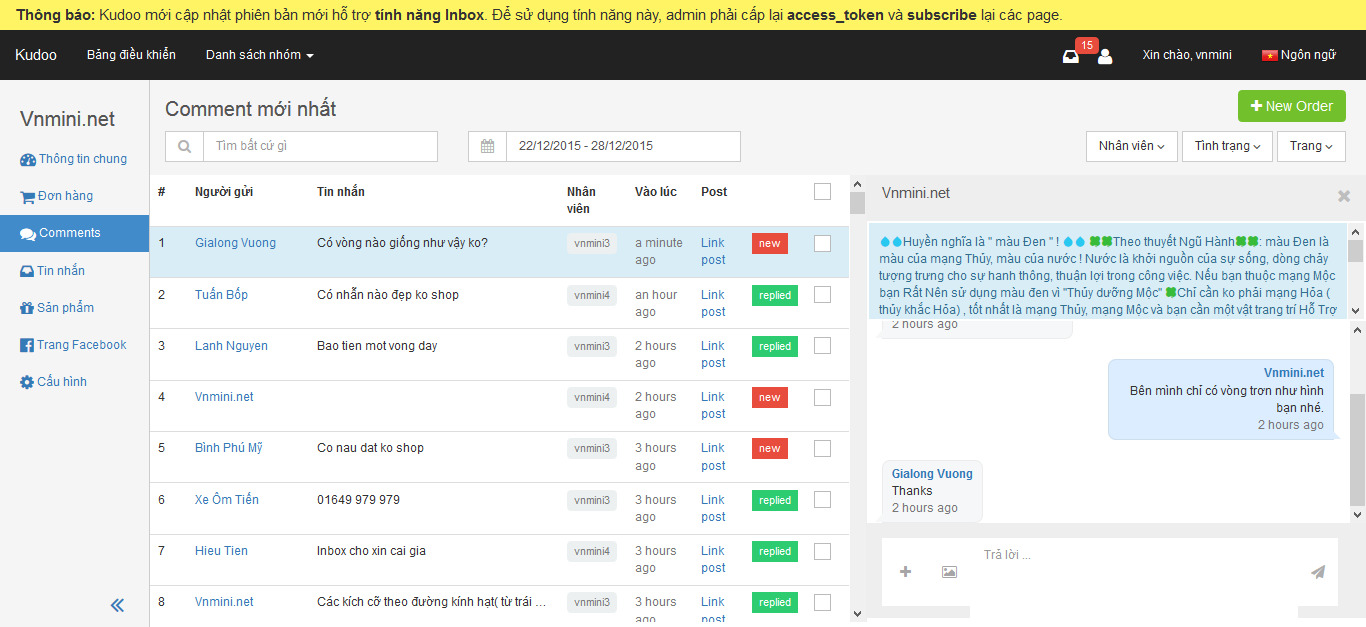 Thông báo: Kudoo mới cập nhật phiên bản mới hỗ trợ tính năng Inbox. Để sử dụng tính năng này, admin phải cấp lại access_token và subscribe lại các page.
Kudoo Bảng điều khiển Danh sách nhóm 15 Xin chào, vnmini Ngôn ngữ
Vnmini.net
Thông tin chung
Đơn hàng
Comments
Tin nhắn
Sản phẩm
Trang Facebook
Cấu hình
Comment mới nhất
New Order
Tìm bất cứ gì
22/12/2015 - 28/12/2015
Nhân viên Tình trạng Trang
# Người gửi Tin nhắn Nhân viên Vào lúc Post
1 Gialong Vuong Có vòng nào giống như vậy ko? vnmini3 a minute ago Link post new
2 Tuấn Bốp Có nhẫn nào đẹp ko shop vnmini4 an hour ago Link post replied
3 Lanh Nguyen Bao tien mot vong day vnmini3 2 hours ago Link post replied
4 Vnmini.net vnmini4 2 hours ago Link post new
5 Bình Phú Mỹ Co nau dat ko shop vnmini3 3 hours ago Link post new
6 Xe Ôm Tiến 01649 979 979 vnmini3 3 hours ago Link post replied
7 Hieu Tien Inbox cho xin cai gia vnmini4 3 hours ago Link post replied
8 Vnmini.net Các kích cỡ theo đường kính hạt( từ trái ... vnmini3 3 hours ago Link post replied
Vnmini.net
💧💧Huyền nghĩa là " màu Đen " ! 💧💧 🍀🍀Theo thuyết Ngũ Hành🍀🍀: màu Đen là
màu của mạng Thủy, màu của nước ! Nước là khởi nguồn của sự sống, dòng chảy
tượng trưng cho sự hanh thông, thuận lợi trong công việc. Nếu bạn thuộc mạng Mộc
bạn Rất Nên sử dụng màu đen vì "Thủy dưỡng Mộc" 🍀Chỉ cần ko phải mạng Hỏa (
thủy khắc Hỏa) , tốt nhất là mạng Thủy, mạng Mộc và bạn cần một vật trang trí Hỗ Trợ
2 hours ago
Vnmini.net
Bên mình chỉ có vòng trơn như hình
bạn nhé.
2 hours ago
Gialong Vuong
Thanks
2 hours ago
Trả lời ...